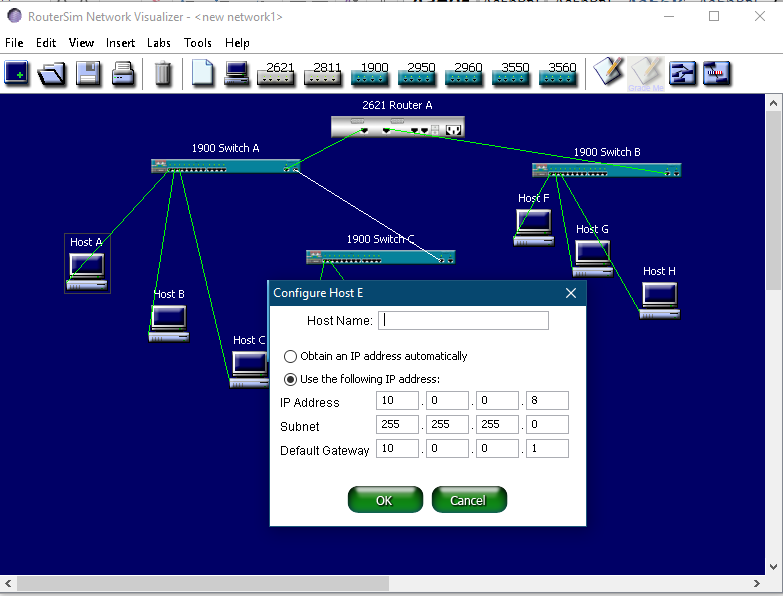 RouterSim Network Visualizer - <new network1>
File Edit View Insert Labs Tools Help
2621 2811 1900 2950 2960 3550 3560
Grade Me
2621 Router A
1900 Switch A
1900 Switch B
Host F
Host G
Host A
1900 Switch C
Host H
Host B
Host C
Configure Host E
Host Name:
Obtain an IP address automatically
Use the following IP address:
IP Address 10 . 0 . 0 . 8
Subnet 255 . 255 . 255 . 0
Default Gateway 10 . 0 . 0 . 1
OK Cancel